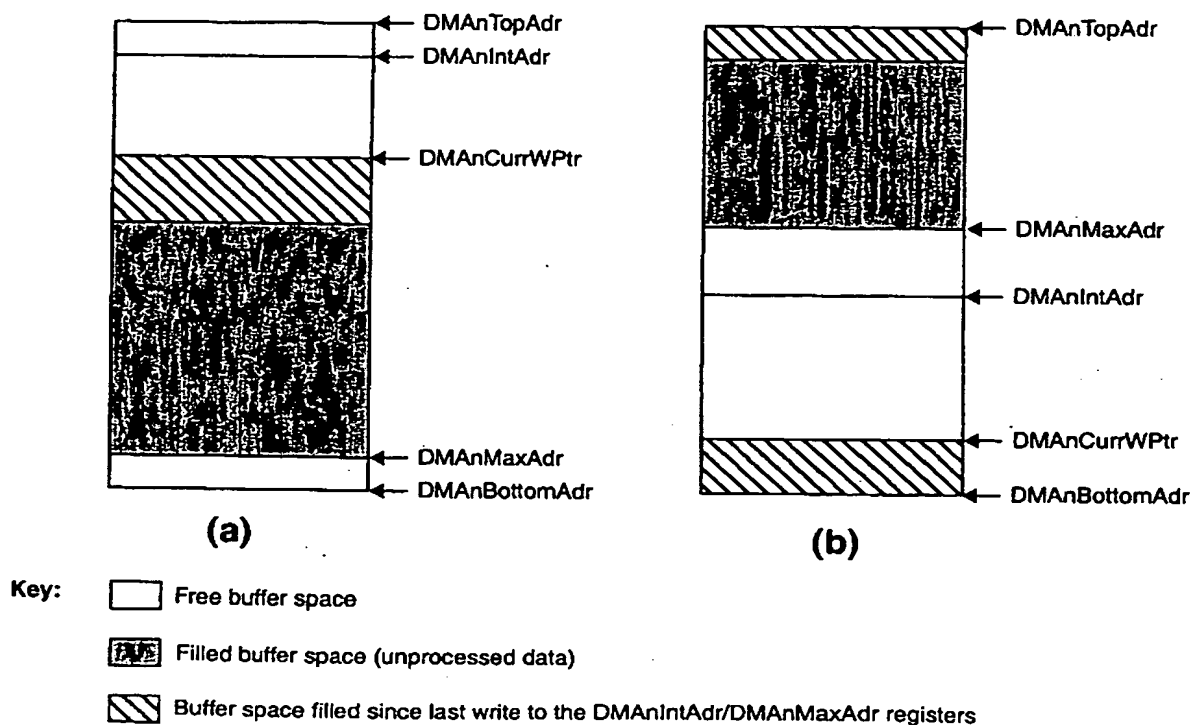 DMAnTopAdr
DMAnIntAdr
DMAnCurrWPtr
DMAnMaxAdr
DMAnBottomAdr
(a)
DMAnTopAdr
DMAnMaxAdr
DMAnIntAdr
DMAnCurrWPtr
DMAnBottomAdr
(b)
Key:
Free buffer space
Filled buffer space (unprocessed data)
Buffer space filled since last write to the DMAnIntAdr/DMAnMaxAdr registers